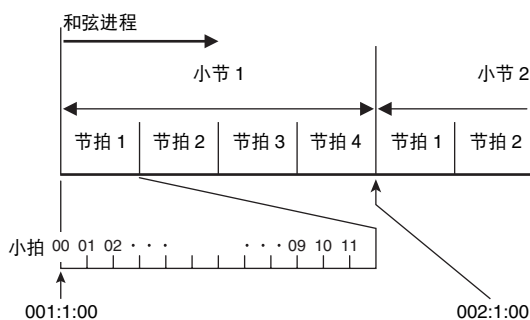 和弦进程
小节 1 小节 2
节拍 1 节拍 2 节拍 3 节拍 4 节拍 1 节拍 2
小拍 00 01 02 · · · · · · 09 10 11
001:1:00 002:1:00